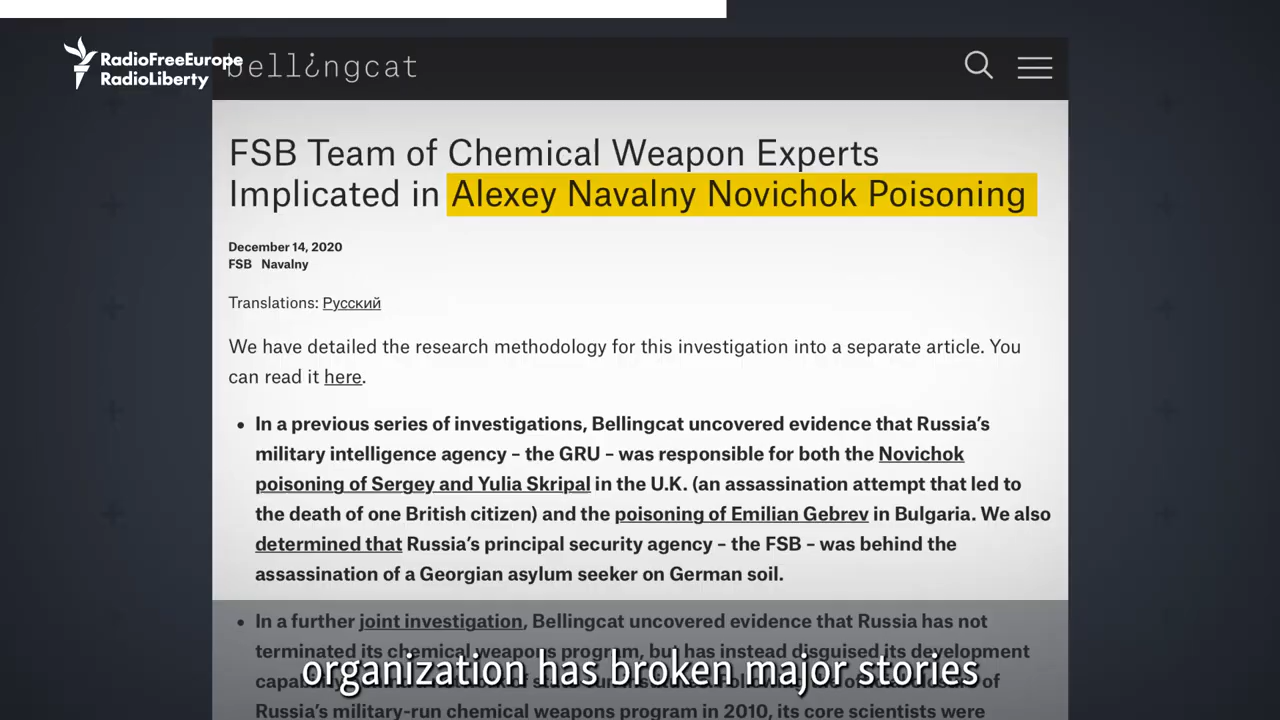 RadioFreeEurope
RadioLiberty
bell¿ngcat
FSB Team of Chemical Weapon Experts
Implicated in Alexey Navalny Novichok Poisoning
December 14, 2020
FSB Navalny
Translations: Русский
We have detailed the research methodology for this investigation into a separate article. You
can read it here.
• In a previous series of investigations, Bellingcat uncovered evidence that Russia's
military intelligence agency – the GRU – was responsible for both the Novichok
poisoning of Sergey and Yulia Skripal in the U.K. (an assassination attempt that led to
the death of one British citizen) and the poisoning of Emilian Gebrev in Bulgaria. We also
determined that Russia's principal security agency – the FSB – was behind the
assassination of a Georgian asylum seeker on German soil.
• In a further joint investigation, Bellingcat uncovered evidence that Russia has not
terminated its chemical weapons program, but has instead disguised its development
organization has broken major stories
Russia's military-run chemical weapons program in 2010, its core scientists were